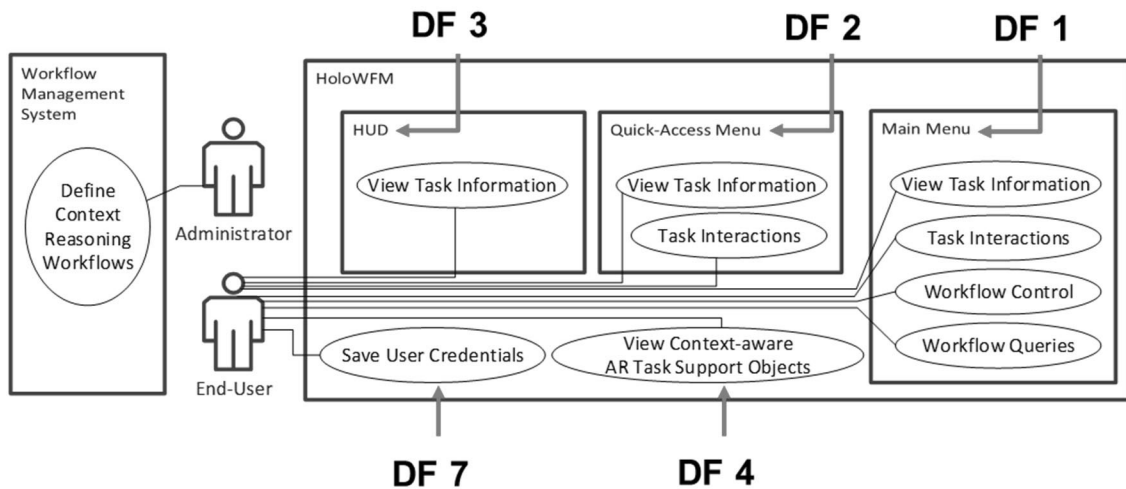 DF 3
DF 2
DF 1
Workflow
Management
System
HoloWFM
HUD
Quick-Access Menu
Main Menu
Define
Context
Reasoning
Workflows
Administrator
View Task Information
View Task Information
Task Interactions
View Task Information
Task Interactions
Workflow Control
Workflow Queries
End-User
Save User Credentials
View Context-aware
AR Task Support Objects
DF 7
DF 4